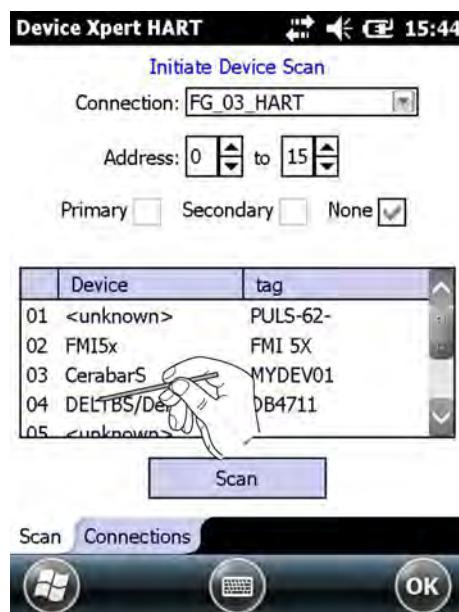 Device Xpert HART 15:44
Initiate Device Scan
Connection: FG_03_HART
Address: 0 to 15
Primary Secondary None
Device tag
01 <unknown> PULS-62-
02 FMI5x FMI 5X
03 CerabarS MYDEV01
04 DELTBS/De DB4711
05 <unknown>
Scan
Scan Connections
OK